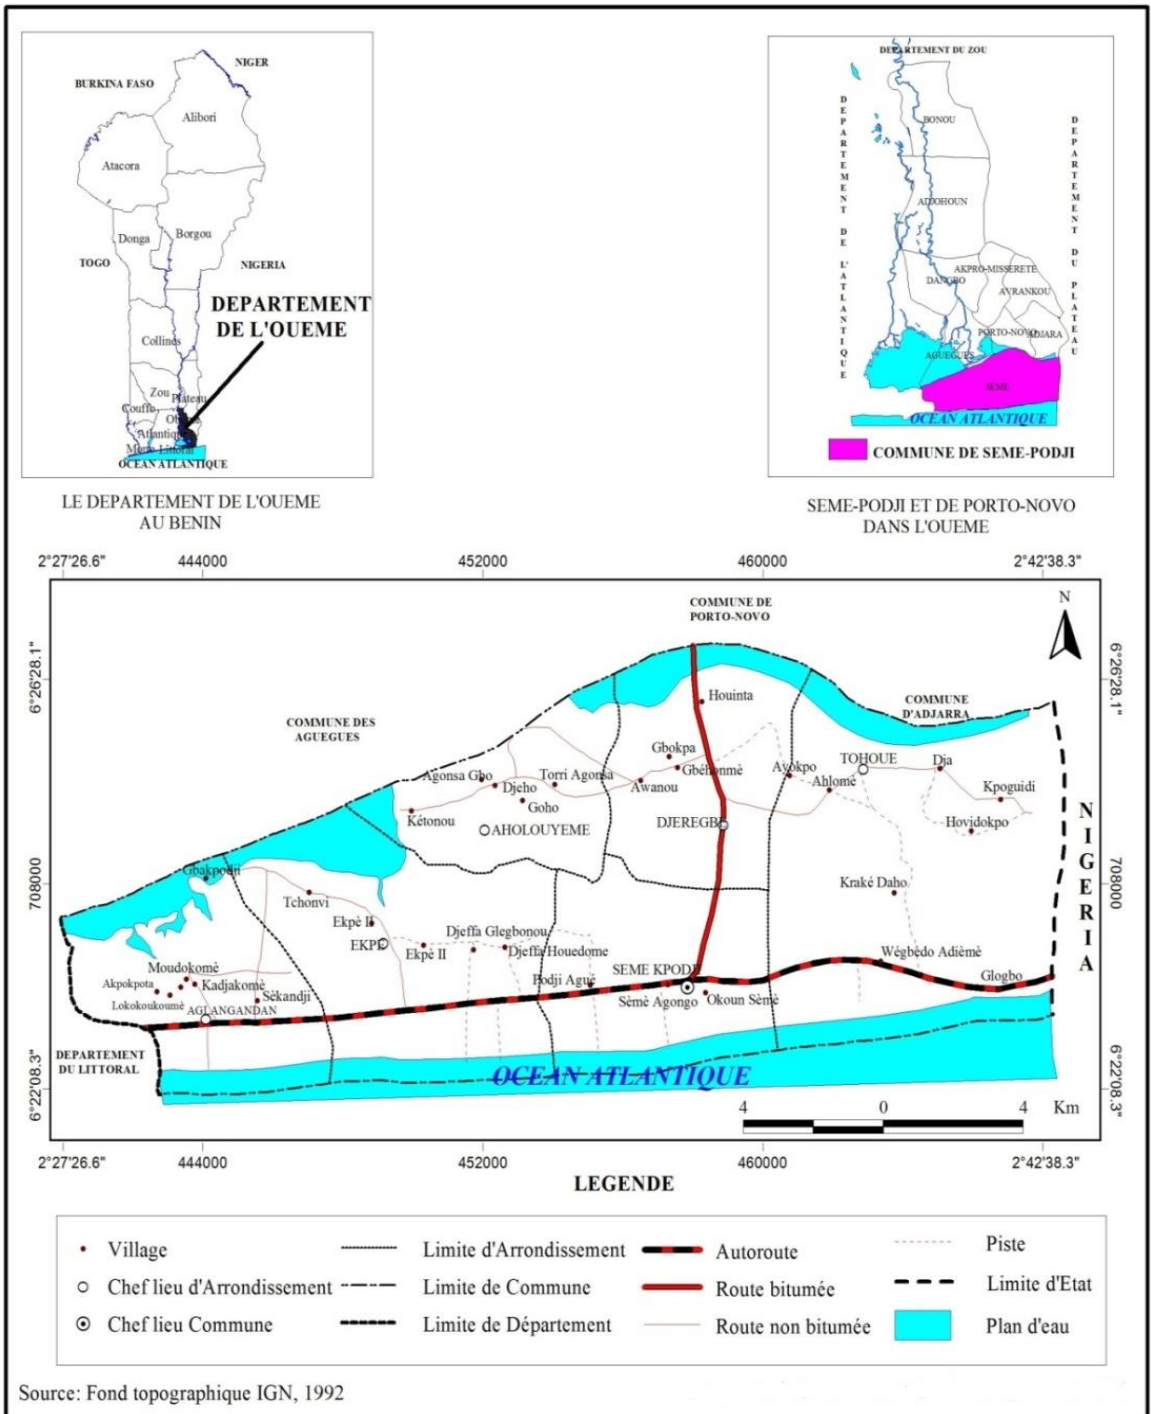 NIGER
BURKINA FASO
Alibori
Atacora
Donga
Borgou
TOGO
NIGERIA
DEPARTEMENT
DE L'OUEME
Collines
Zou
Plateau
Couffo
Atlantique
Littoral
OCEAN ATLANTIQUE
LE DEPARTEMENT DE L'OUEME
AU BENIN
DEPARTEMENT DU ZOU
DEPARTEMENT DE L'ATLANTIQUE
DEPARTEMENT DU PLATEAU
BONOU
ADJOHOUN
AKPRO-MISSERETE
DANGBO
AVRANKOU
PORTO-NOVO
ADJARA
AGUEGUES
SEME
OCEAN ATLANTIQUE
COMMUNE DE SEME-PODJI
SEME-PODJI ET DE PORTO-NOVO
DANS L'OUEME
2°27'26.6"
444000
452000
460000
2°42'38.3"
COMMUNE DE
PORTO-NOVO
N
6°26'28.1"
6°26'28.1"
COMMUNE DES
AGUEGUES
COMMUNE
D'ADJARRA
Houinta
Gbokpa
Gbéhonmè
TOHOUE
Dja
Agonsa Gbo
Torri Agonsa
Awanou
Ayokpo
Ahlomè
Kpoguidi
Djeho
Goho
Kétonou
AHOLOUYEME
DJEREGBE
Hovidokpo
NIGERIA
708000
708000
Gbakpodji
Tchonvi
Kraké Daho
Ekpè II
EKPE
Ekpè II
Djeffa Glegbonou
Djeffa Houedome
Wégbèdo Adièmè
Moudokomè
Akpokpota
Kadjakomè
Lokokoukoumè
AGLANGANDAN
Sèkandji
Podji Aguè
SEME KPODJI
Sèmè Agongo
Okoun Sèmè
Glogbo
DEPARTEMENT
DU LITTORAL
OCEAN ATLANTIQUE
6°22'08.3"
6°22'08.3"
4 0 4 Km
2°27'26.6"
444000
452000
460000
2°42'38.3"
LEGENDE
Village
Limite d'Arrondissement
Autoroute
Piste
Chef lieu d'Arrondissement
Limite de Commune
Route bitumée
Limite d'Etat
Chef lieu Commune
Limite de Département
Route non bitumée
Plan d'eau
Source: Fond topographique IGN, 1992